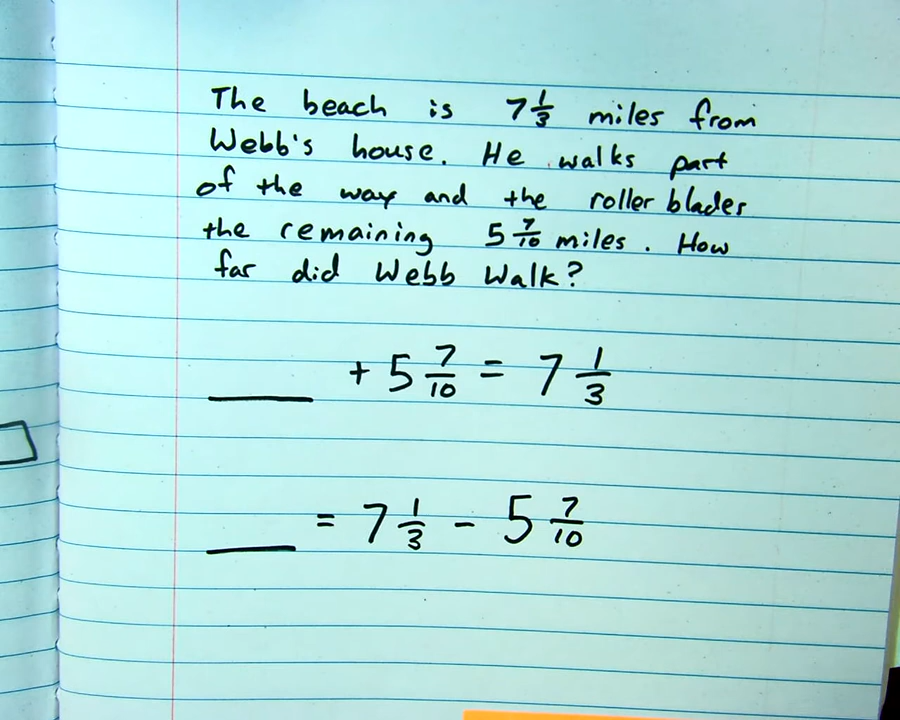 The beach is 7 1/3 miles from
Webb's house. He walks part
of the way and the roller blades
the remaining 5 7/10 miles. How
far did Webb Walk?
____ + 5 7/10 = 7 1/3
____ = 7 1/3 - 5 7/10